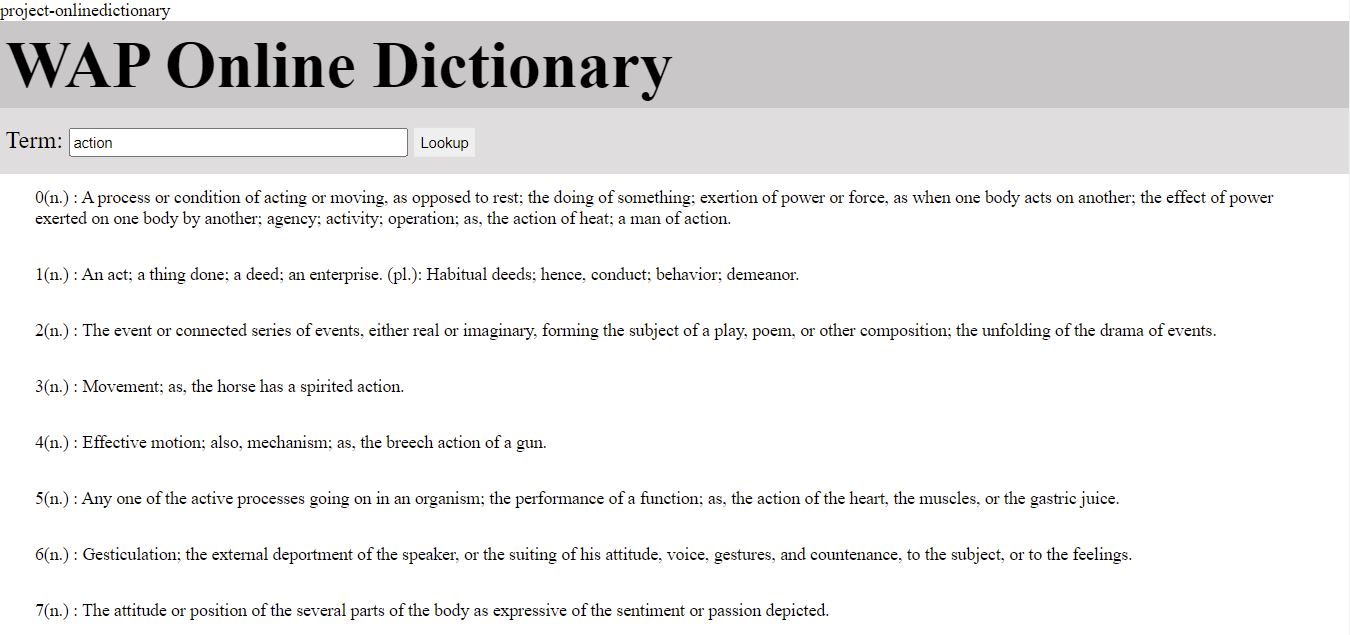 project-onlinedictionary
WAP Online Dictionary
Term: action Lookup
0(n.) : A process or condition of acting or moving, as opposed to rest; the doing of something; exertion of power or force, as when one body acts on another; the effect of power
exerted on one body by another; agency; activity; operation; as, the action of heat; a man of action.
1(n.) : An act; a thing done; a deed; an enterprise. (pl.): Habitual deeds; hence, conduct; behavior; demeanor.
2(n.) : The event or connected series of events, either real or imaginary, forming the subject of a play, poem, or other composition; the unfolding of the drama of events.
3(n.) : Movement; as, the horse has a spirited action.
4(n.) : Effective motion; also, mechanism; as, the breech action of a gun.
5(n.) : Any one of the active processes going on in an organism; the performance of a function; as, the action of the heart, the muscles, or the gastric juice.
6(n.) : Gesticulation; the external deportment of the speaker, or the suiting of his attitude, voice, gestures, and countenance, to the subject, or to the feelings.
7(n.) : The attitude or position of the several parts of the body as expressive of the sentiment or passion depicted.